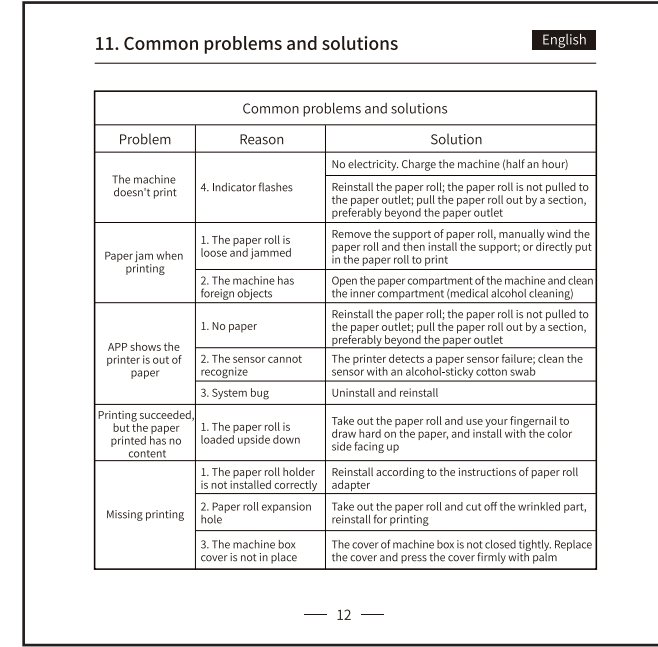 11. Common problems and solutions
English
Common problems and solutions
Problem
Reason
Solution
The machine
doesn't print
4. Indicator flashes
No electricity. Charge the machine (half an hour)
Reinstall the paper roll; the paper roll is not pulled to
the paper outlet; pull the paper roll out by a section,
preferably beyond the paper outlet
Paper jam when
printing
1. The paper roll is
loose and jammed
Remove the support of paper roll, manually wind the
paper roll and then install the support; or directly put
in the paper roll to print
2. The machine has
foreign objects
Open the paper compartment of the machine and clean
the inner compartment (medical alcohol cleaning)
APP shows the
printer is out of
paper
1. No paper
Reinstall the paper roll; the paper roll is not pulled to
the paper outlet; pull the paper roll out by a section,
preferably beyond the paper outlet
2. The sensor cannot
recognize
The printer detects a paper sensor failure; clean the
sensor with an alcohol-sticky cotton swab
3. System bug
Uninstall and reinstall
Printing succeeded,
but the paper
printed has no
content
1. The paper roll is
loaded upside down
Take out the paper roll and use your fingernail to
draw hard on the paper, and install with the color
side facing up
Missing printing
1. The paper roll holder
is not installed correctly
Reinstall according to the instructions of paper roll
adapter
2. Paper roll expansion
hole
Take out the paper roll and cut off the wrinkled part,
reinstall for printing
3. The machine box
cover is not in place
The cover of machine box is not closed tightly. Replace
the cover and press the cover firmly with palm
12